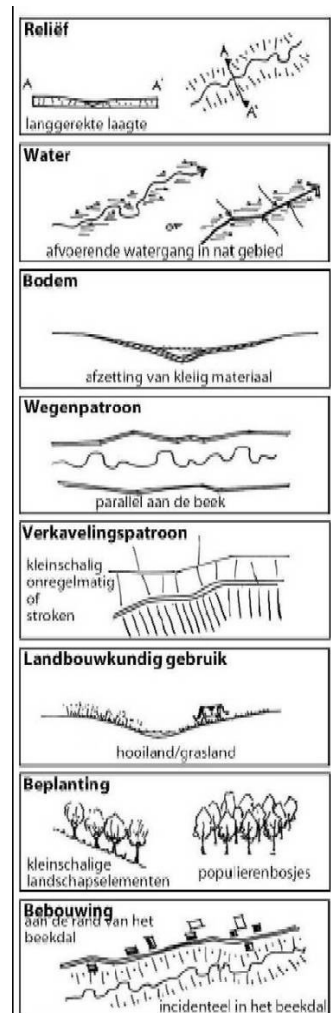 Reliëf
A A' A
A'
langgerekte laagte
Water
of
afvoerende watergang in nat gebied
Bodem
afzetting van kleiig materiaal
Wegenpatroon
parallel aan de beek
Verkavelingspatroon
kleinschalig
onregelmatig
of
stroken
Landbouwkundig gebruik
hooiland/grasland
Beplanting
kleinschalige
landschapselementen
populierenbosjes
Bebouwing
aan de rand van het
beekdal
incidenteel in het beekdal